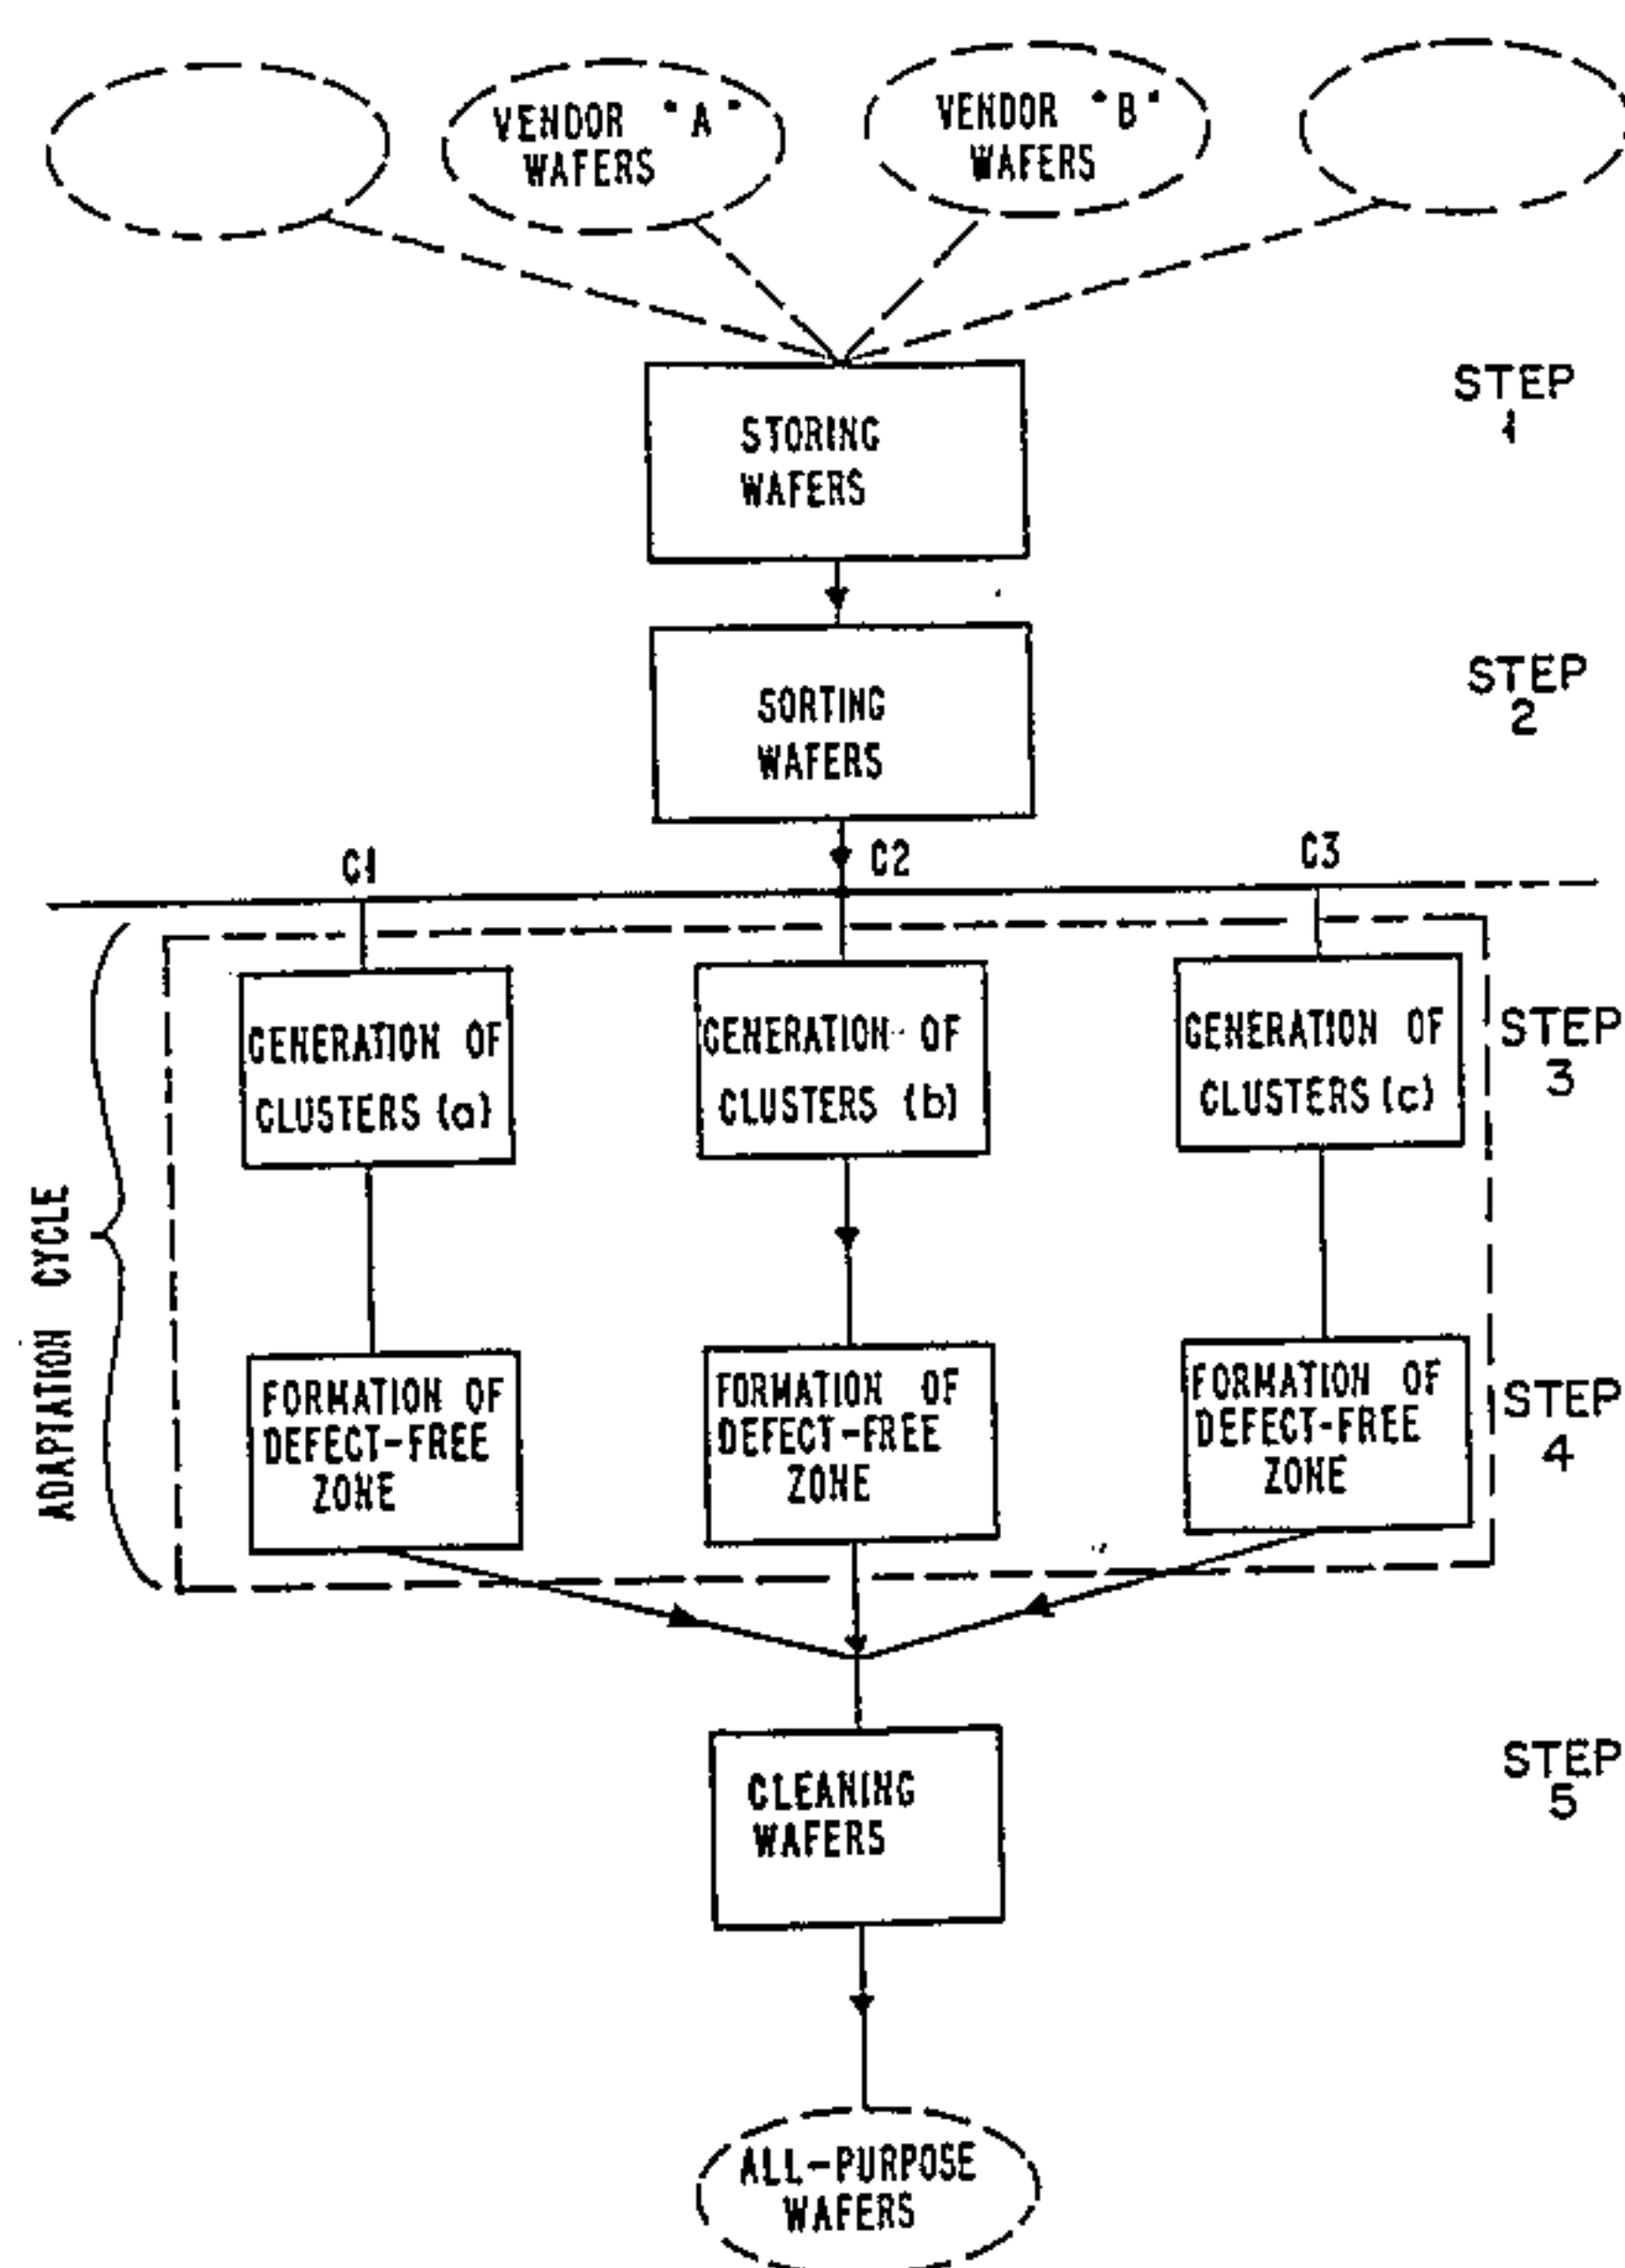 VENDOR "A"
WAFERS
VENDOR "B"
WAFERS
STORING
WAFERS
STEP
1
SORTING
WAFERS
STEP
2
C1
C2
C3
GENERATION OF
CLUSTERS (a)
GENERATION OF
CLUSTERS (b)
GENERATION OF
CLUSTERS (c)
STEP
3
ADAPTATION CYCLE
FORMATION OF
DEFECT-FREE
ZONE
FORMATION OF
DEFECT-FREE
ZONE
FORMATION OF
DEFECT-FREE
ZONE
STEP
4
CLEANING
WAFERS
STEP
5
ALL-PURPOSE
WAFERS